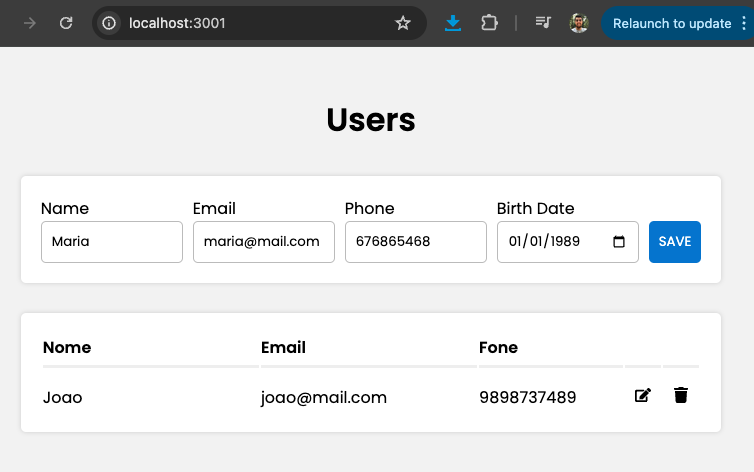 localhost:3001
Relaunch to update
Users
Name Email Phone Birth Date
Maria maria@mail.com 676865468 01/01/1989 SAVE
Nome Email Fone
Joao joao@mail.com 9898737489